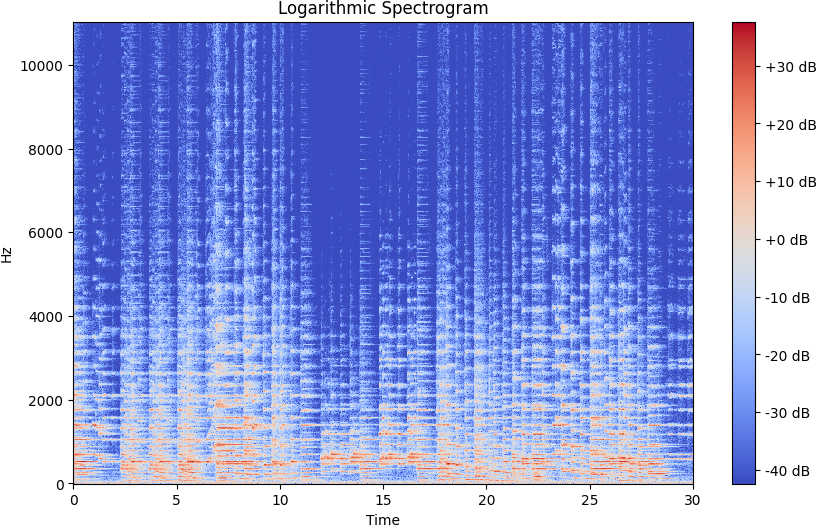 Logarithmic Spectrogram
10000
8000
6000
4000
2000
0
Hz
0 5 10 15 20 25 30
Time
+30 dB
+20 dB
+10 dB
+0 dB
-10 dB
-20 dB
-30 dB
-40 dB